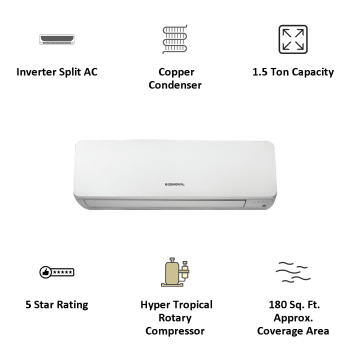 Inverter Split AC
Copper
Condenser
1.5 Ton Capacity
GENERAL
5 Star Rating
Hyper Tropical
Rotary
Compressor
180 Sq. Ft.
Approx.
Coverage Area